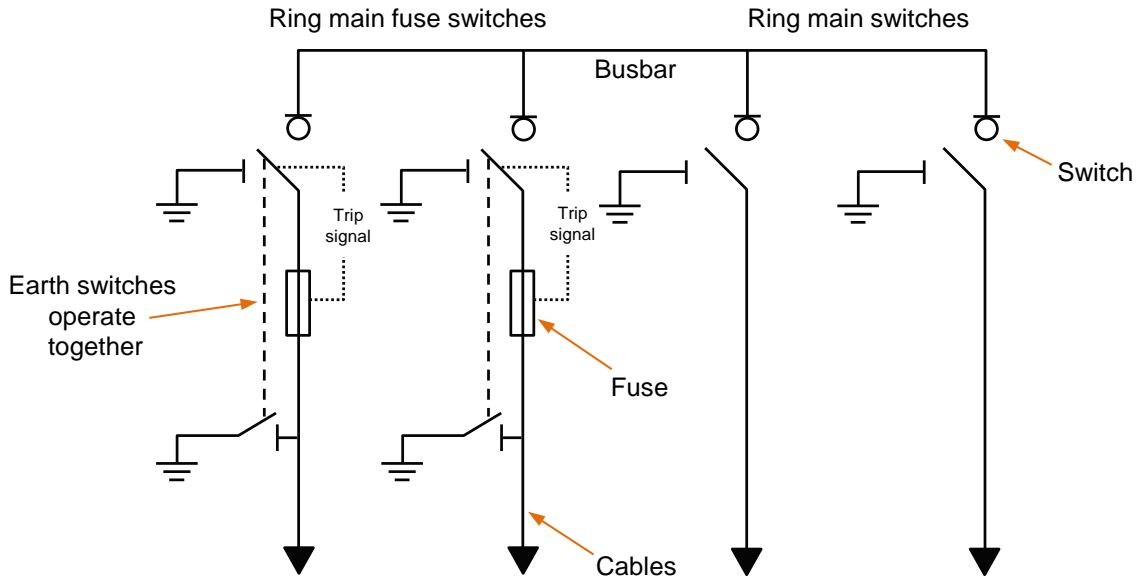 Ring main fuse switches
Ring main switches
Busbar
Switch
Trip
signal
Trip
signal
Earth switches
operate
together
Fuse
Cables